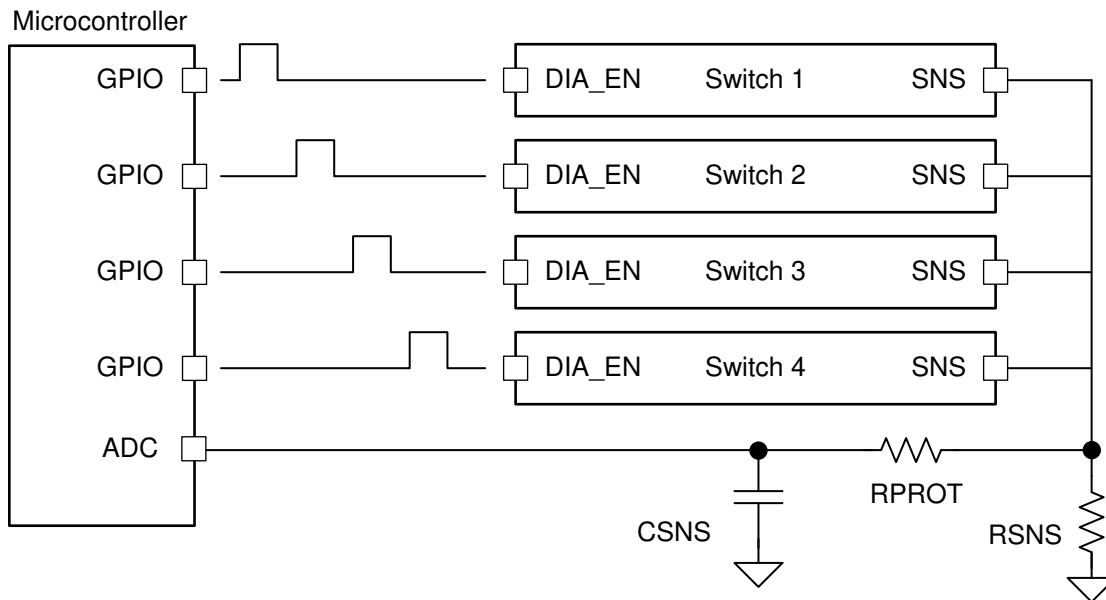 Microcontroller
GPIO DIA_EN Switch 1 SNS
GPIO DIA_EN Switch 2 SNS
GPIO DIA_EN Switch 3 SNS
GPIO DIA_EN Switch 4 SNS
ADC
RPROT
CSNS
RSNS